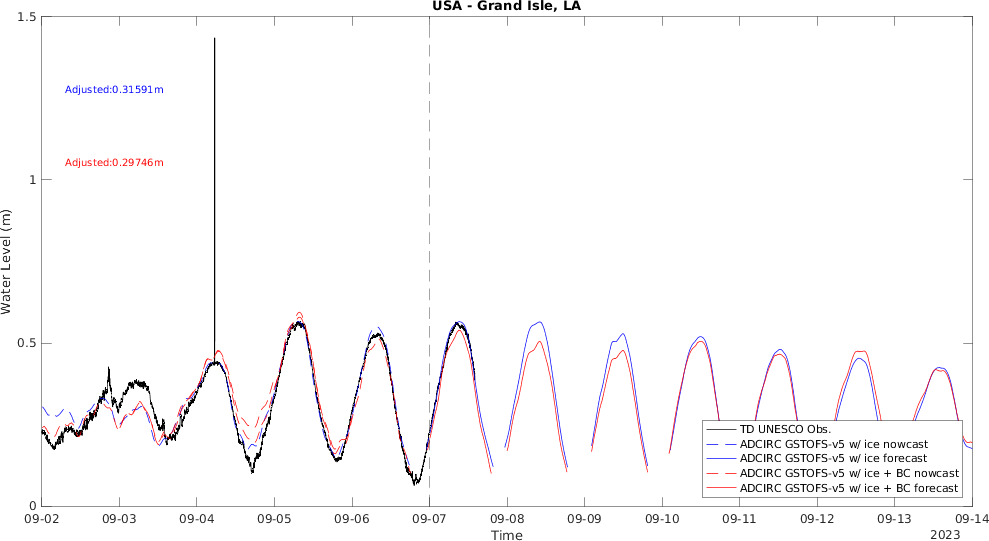 USA - Grand Isle, LA
1.5
Adjusted:0.31591m
Adjusted:0.29746m
1
0.5
0
Water Level (m)
TD UNESCO Obs.
ADCIRC GSTOFS-v5 w/ ice nowcast
ADCIRC GSTOFS-v5 w/ ice forecast
ADCIRC GSTOFS-v5 w/ ice + BC nowcast
ADCIRC GSTOFS-v5 w/ ice + BC forecast
09-02 09-03 09-04 09-05 09-06 09-07 09-08 09-09 09-10 09-11 09-12 09-13 09-14
Time
2023